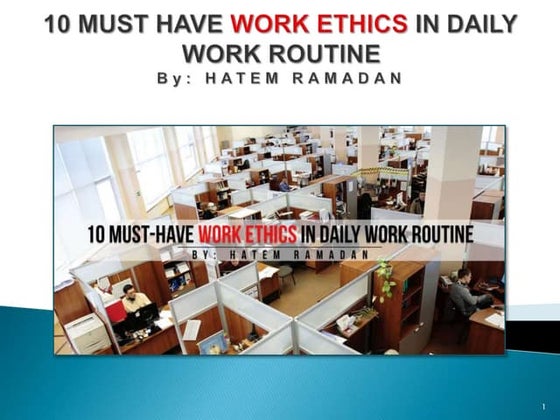 10 MUST HAVE WORK ETHICS IN DAILY
WORK ROUTINE
By: HATEM RAMADAN
10 MUST-HAVE WORK ETHICS IN DAILY WORK ROUTINE
BY: HATEM RAMADAN
1